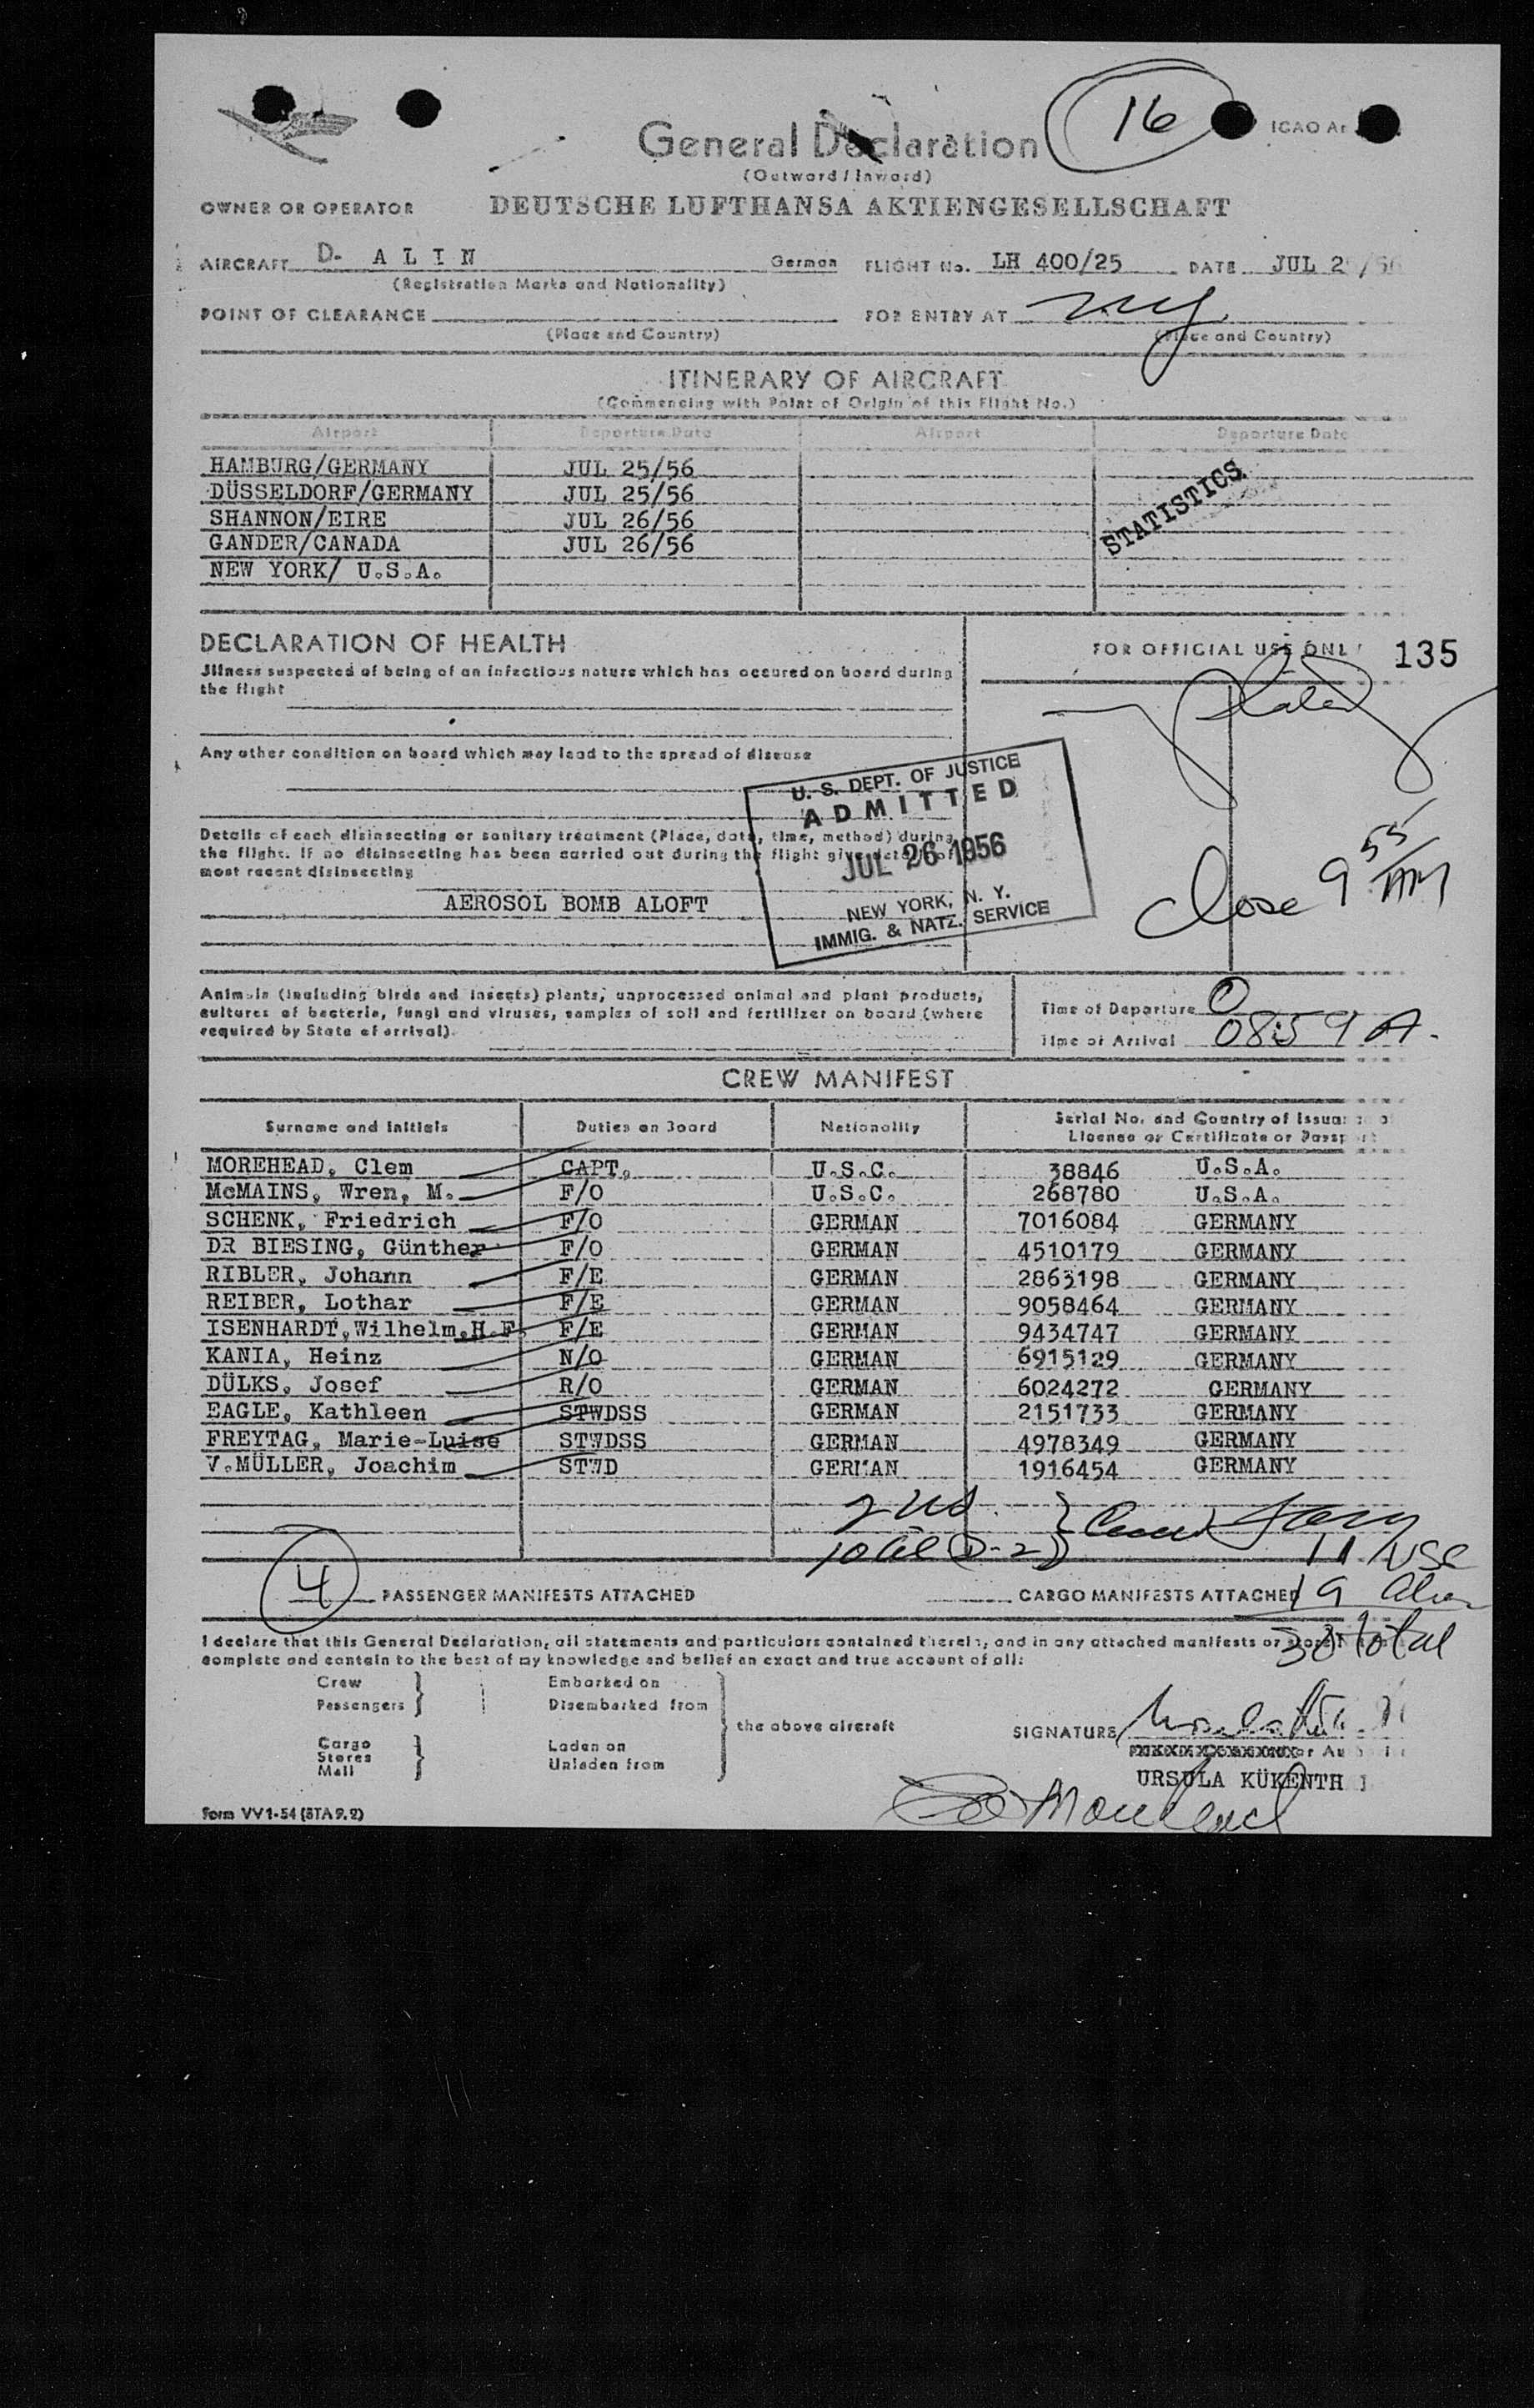 16
ICAO
General Declaration
(Outward / Inward)
OWNER OR OPERATOR DEUTSCHE LUFTHANSA AKTIENGESELLSCHAFT
AIRCRAFT D- A L I N German FLIGHT No. LH 400/25 DATE JUL
(Registration Marks and Nationality)
POINT OF CLEARANCE FOR ENTRY AT NY
(Place and Country) (Place and Country)
ITINERARY OF AIRCRAFT
(Commencing with Point of Origin of this Flight No.)
Airport Departure Date Airport Departure Date
HAMBURG/GERMANY JUL 25/56
DÜSSELDORF/GERMANY JUL 25/56
SHANNON/EIRE JUL 26/56
GANDER/CANADA JUL 26/56
NEW YORK/ U.S.A.
STATISTICS
DECLARATION OF HEALTH
FOR OFFICIAL USE ONLY 135
Jllness suspected of being of an infectious nature which has occured on board during
the flight
Any other condition on board which may lead to the spread of disease
U. S. DEPT. OF JUSTICE
ADMITTED
JUL 26 1956
NEW YORK, N. Y.
IMMIG. & NATZ. SERVICE
Details of each disinsecting or sanitary treatment (Place, date, time, method) during
the flight. If no disinsecting has been carried out during the flight give details of
most recent disinsecting
AEROSOL BOMB ALOFT
Close 9 55 AM
Animals (including birds and insects) plants, unprocessed animal and plant products,
cultures of bacteria, fungi and viruses, samples of soil and fertilizer on board (where
required by State of arrival)
Time of Departure
Time of Arrival 08:59 A.
CREW MANIFEST
Surname and Initials Duties on Board Nationality Serial No. and Country of Issuance of
License or Certificate or Passport
MOREHEAD, Clem CAPT. U.S.C. 38846 U.S.A.
McMAINS, Wren, M. F/O U.S.C. 268780 U.S.A.
SCHENK, Friedrich F/O GERMAN 7016084 GERMANY
DR BIESING, Günther F/O GERMAN 4510179 GERMANY
RIBLER, Johann F/E GERMAN 2863198 GERMANY
REIBER, Lothar F/E GERMAN 9058464 GERMANY
ISENHARDT,Wilhelm,H.F. F/E GERMAN 9434747 GERMANY
KANIA, Heinz N/O GERMAN 6915129 GERMANY
DÜLKS, Josef R/O GERMAN 6024272 GERMANY
EAGLE, Kathleen STWDSS GERMAN 2151733 GERMANY
FREYTAG, Marie-Luise STWDSS GERMAN 4978349 GERMANY
V.MÜLLER, Joachim STWD GERMAN 1916454 GERMANY
2 US
10 (D-2)
11 USC
4 PASSENGER MANIFESTS ATTACHED CARGO MANIFESTS ATTACHED 19
30 total
I declare that this General Declaration, all statements and particulars contained therein, and in any attached manifests or
complete and contain to the best of my knowledge and belief an exact and true account of all:
Crew Embarked on
Passengers Disembarked from
the above aircraft
Cargo Laden on
Stores
Mail Unladen from
SIGNATURE
or
URSULA KÜKENTH
Morehead
Form VV1-54 (STA 9.2)